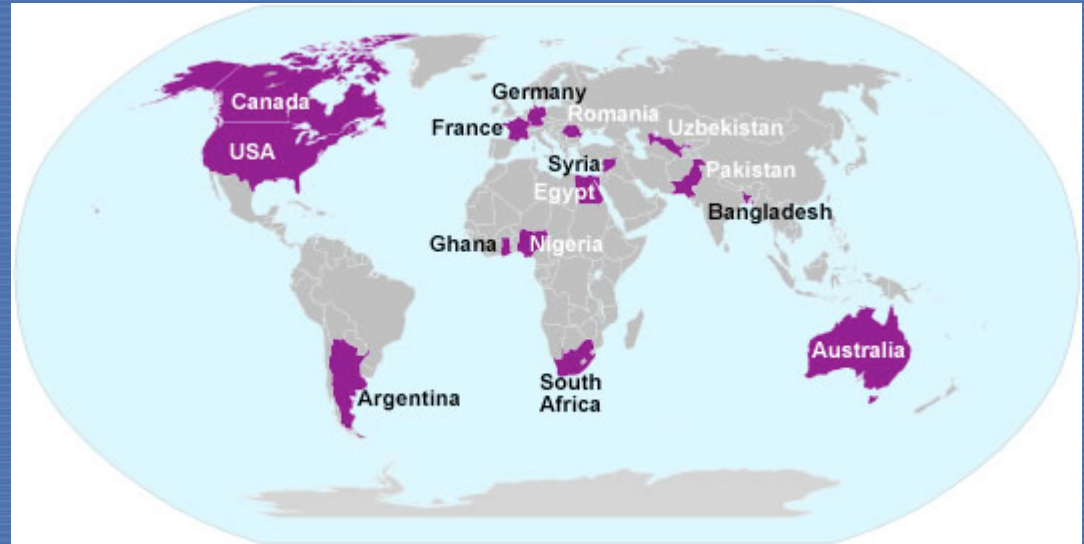 Germany
Canada
Romania
France
Uzbekistan
USA
Syria
Pakistan
Egypt
Bangladesh
Ghana
Nigeria
Australia
South
Africa
Argentina